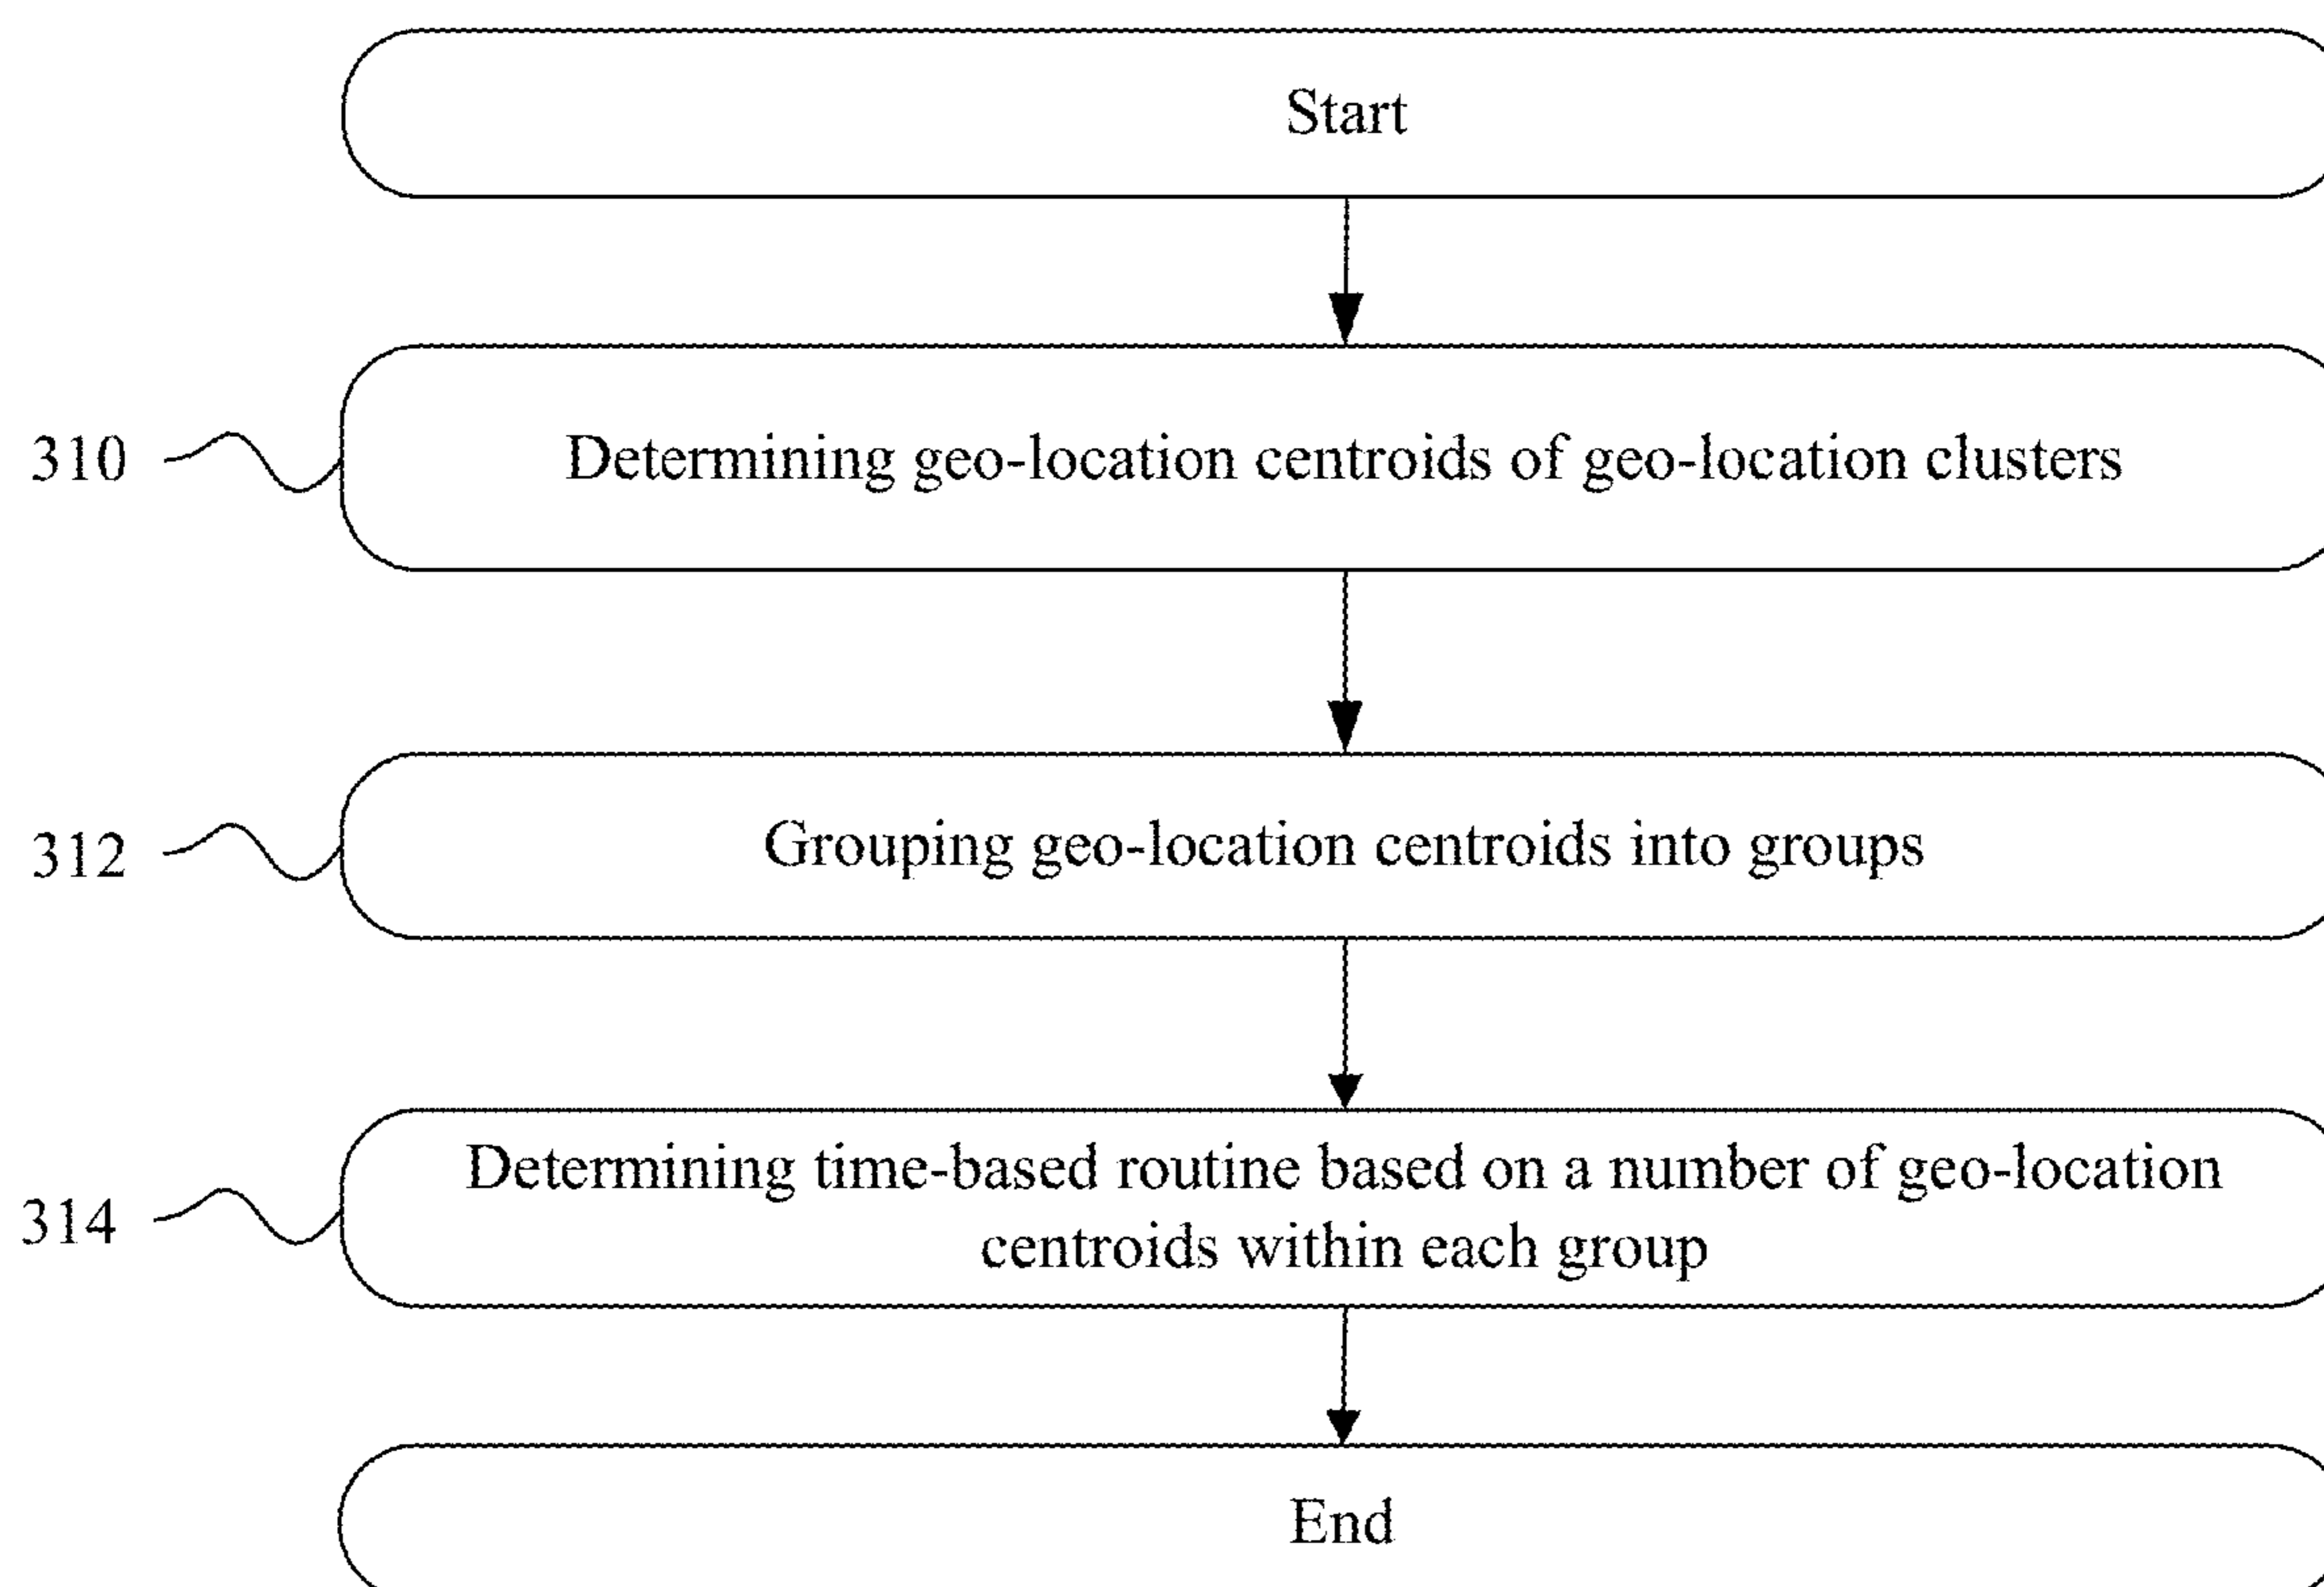 Start
310
Determining geo-location centroids of geo-location clusters
312
Grouping geo-location centroids into groups
314
Determining time-based routine based on a number of geo-location
centroids within each group
End